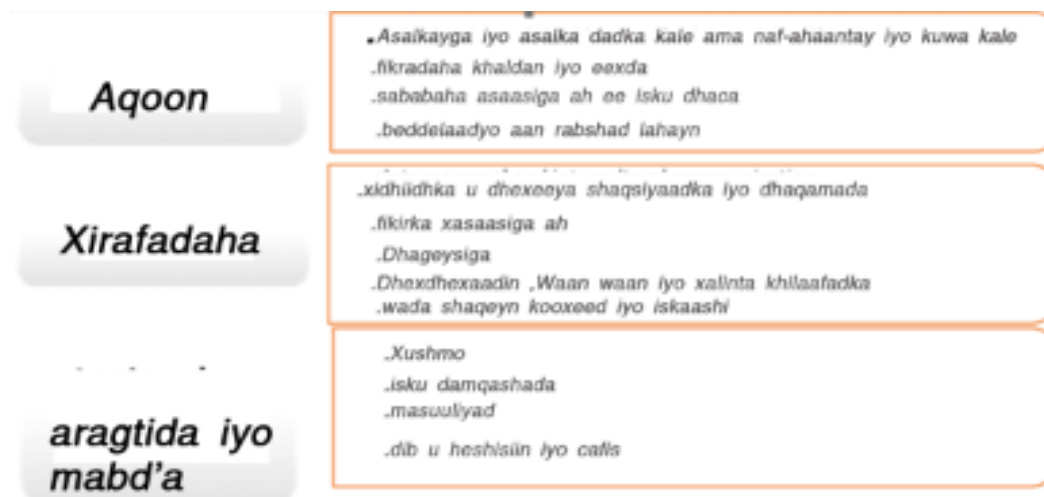 Aqoon
.Asalkayga iyo asalka dadka kale ama naf-ahaantay iyo kuwa kale
.fikradaha khaldan iyo eexda
.sababaha asaasiga ah ee isku dhaca
.beddelaadyo aan rabshad lahayn
Xirafadaha
.xidhiidhka u dhexeeya shaqsiyaadka iyo dhaqamada
.fikirka xasaasiga ah
.Dhageysiga
.Dhexdhexaadin ,Waan waan iyo xalinta khilaafadka
.wada shaqeyn kooxeed iyo iskaashi
aragtida iyo
mabd’a
.Xushmo
.isku damqashada
.masuuliyad
.dib u heshisiin iyo cafis